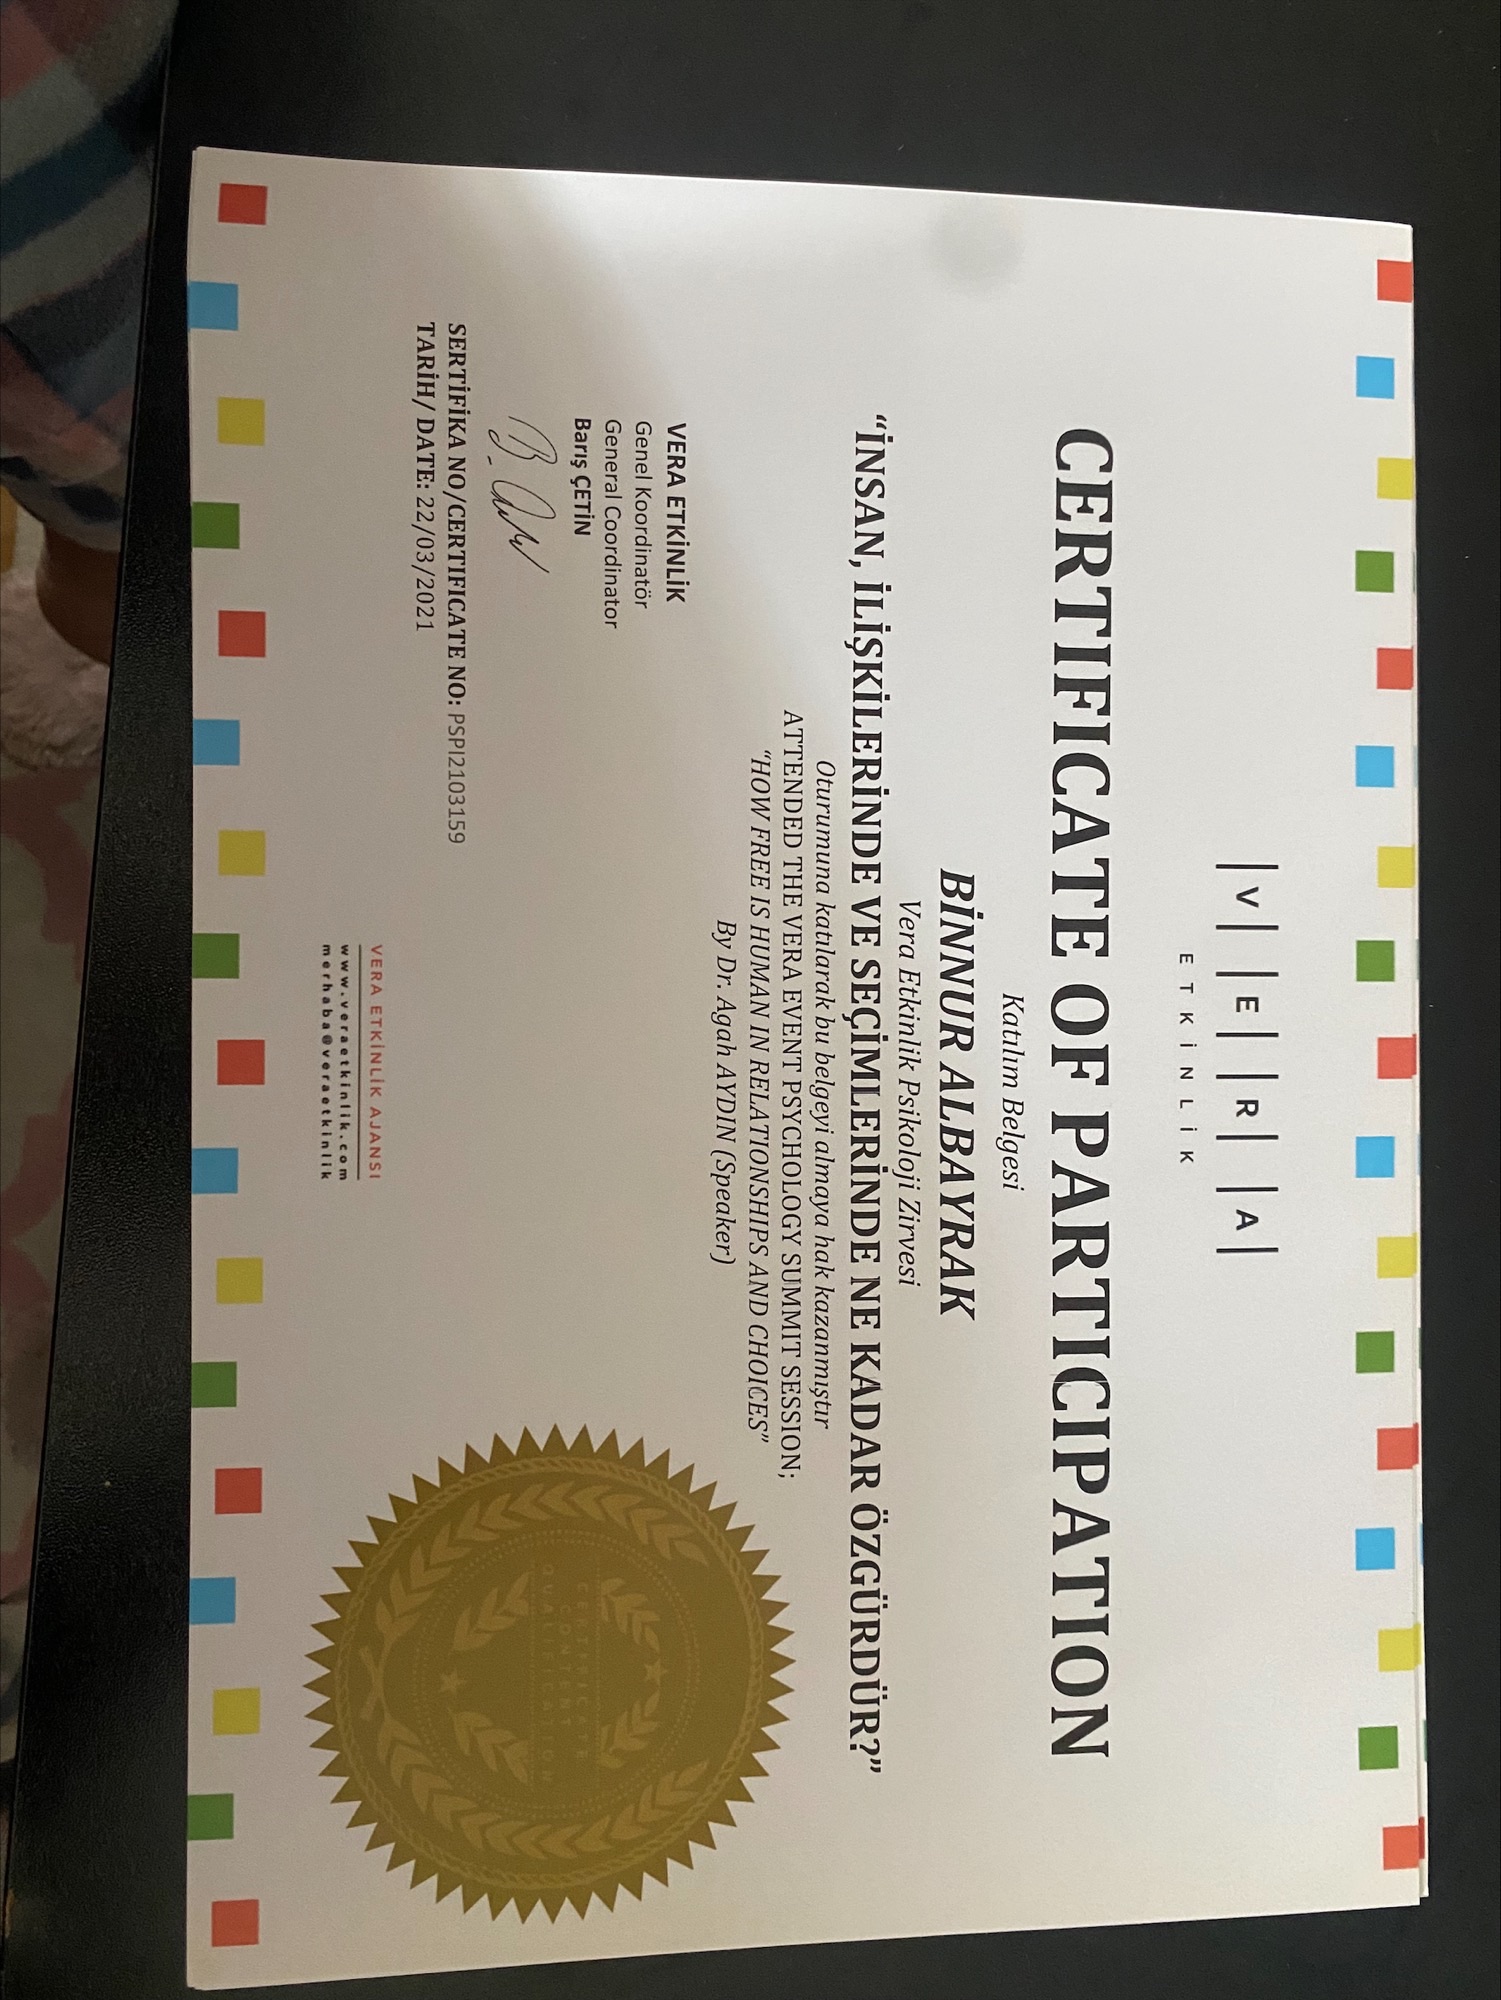 VERA
ETKİNLİK
CERTIFICATE OF PARTICIPATION
Katılım Belgesi
BİNNUR ALBAYRAK
Vera Etkinlik Psikoloji Zirvesi
“İNSAN, İLİŞKİLERİNDE VE SEÇİMLERİNDE NE KADAR ÖZGÜRDÜR?”
Oturumuna katılarak bu belgeyi almaya hak kazanmıştır
ATTENDED THE VERA EVENT PSYCHOLOGY SUMMIT SESSION;
“HOW FREE IS HUMAN IN RELATIONSHIPS AND CHOICES”
By Dr. Agah AYDIN (Speaker)
VERA ETKİNLİK
Genel Koordinatör
General Coordinator
Barış ÇETİN
SERTİFİKA NO/CERTIFICATE NO: PSPI2103159
TARİH/ DATE: 22/03/2021
VERA ETKİNLİK AJANSI
www.veraetkinlik.com
merhaba@veraetkinlik
CERTIFICATE
CONTENT
QUALIFICATION